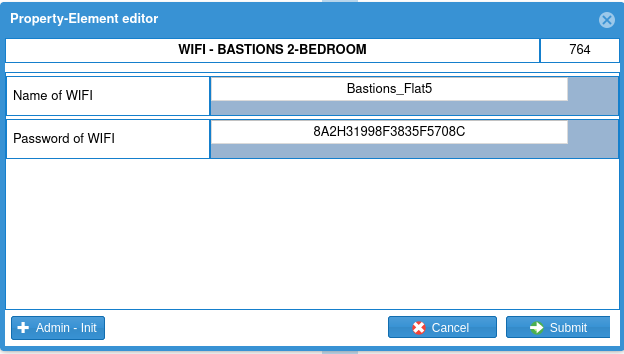 Property-Element editor
WIFI - BASTIONS 2-BEDROOM 764
Name of WIFI Bastions_Flat5
Password of WIFI 8A2H31998F3835F5708C
Admin - Init Cancel Submit